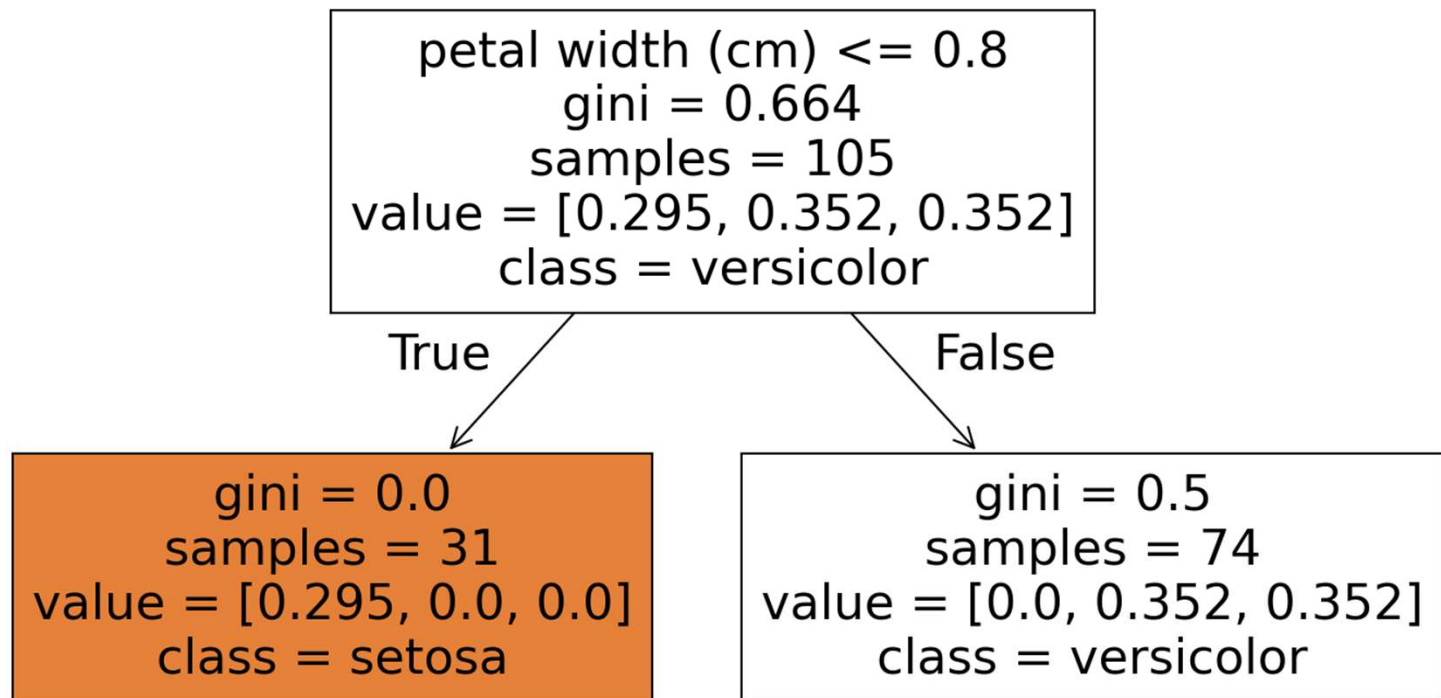 petal width (cm) <= 0.8
gini = 0.664
samples = 105
value = [0.295, 0.352, 0.352]
class = versicolor
True
False
gini = 0.0
samples = 31
value = [0.295, 0.0, 0.0]
class = setosa
gini = 0.5
samples = 74
value = [0.0, 0.352, 0.352]
class = versicolor